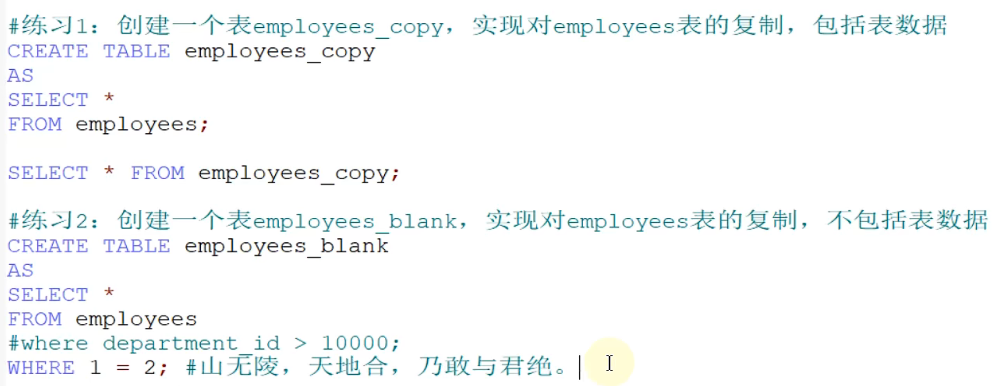 #练习1：创建一个表employees_copy，实现对employees表的复制，包括表数据
CREATE TABLE employees_copy
AS
SELECT *
FROM employees;
SELECT * FROM employees_copy;
#练习2：创建一个表employees_blank，实现对employees表的复制，不包括表数据
CREATE TABLE employees_blank
AS
SELECT *
FROM employees
#where department_id > 10000;
WHERE 1 = 2; #山无陵，天地合，乃敢与君绝。